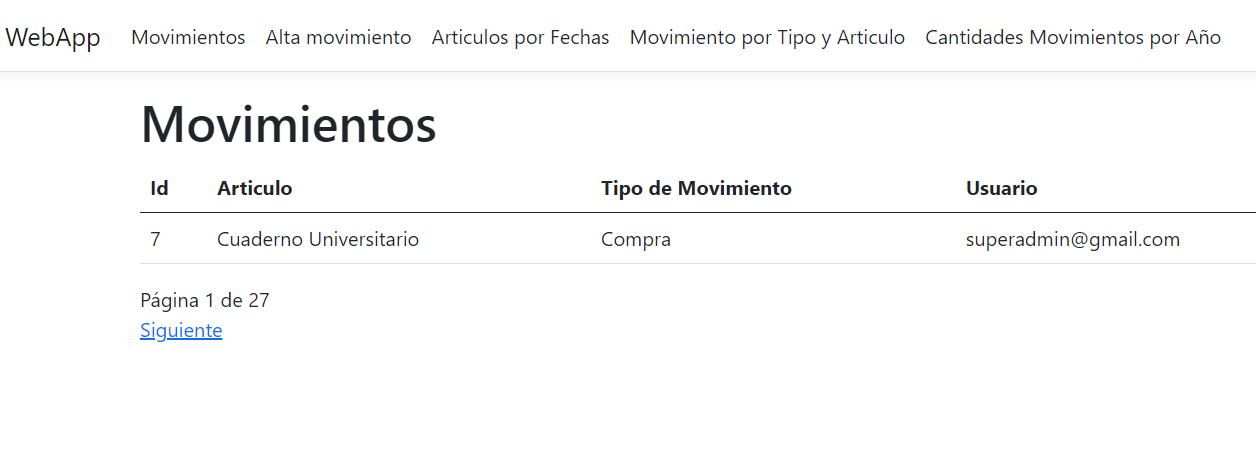 WebApp Movimientos Alta movimiento Articulos por Fechas Movimiento por Tipo y Articulo Cantidades Movimientos por Año
Movimientos
Id Articulo Tipo de Movimiento Usuario
7 Cuaderno Universitario Compra superadmin@gmail.com
Página 1 de 27
Siguiente